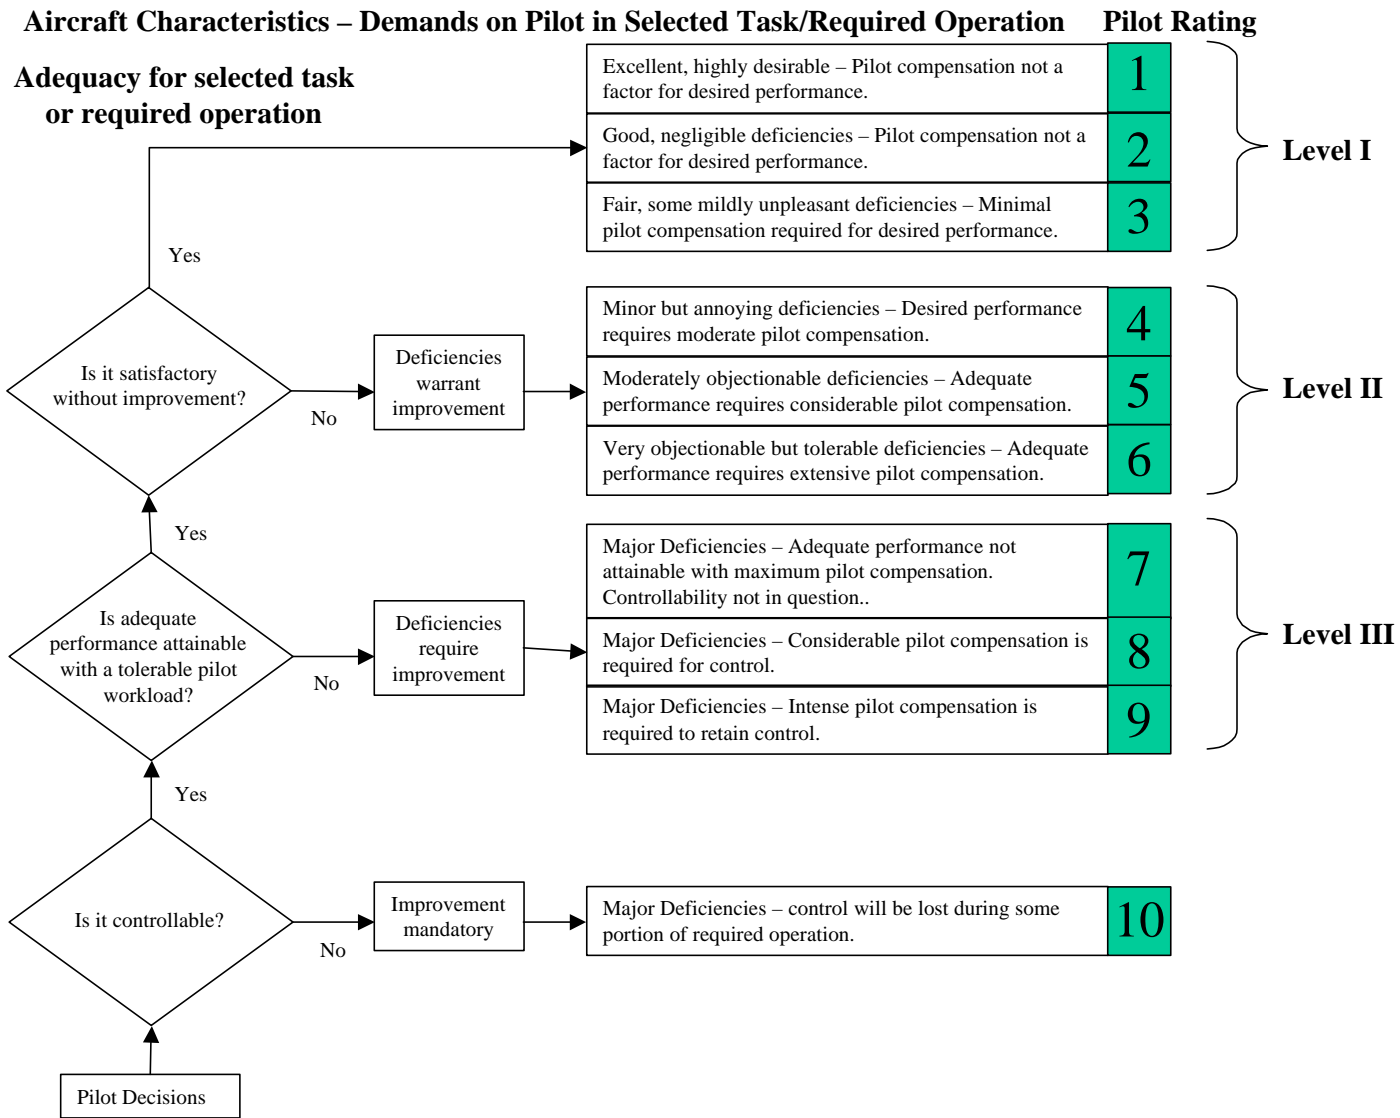 Aircraft Characteristics – Demands on Pilot in Selected Task/Required Operation
Pilot Rating
Adequacy for selected task
or required operation
Excellent, highly desirable – Pilot compensation not a
factor for desired performance.
1
Good, negligible deficiencies – Pilot compensation not a
factor for desired performance.
2
Fair, some mildly unpleasant deficiencies – Minimal
pilot compensation required for desired performance.
3
Level I
Yes
Is it satisfactory
without improvement?
No
Deficiencies
warrant
improvement
Minor but annoying deficiencies – Desired performance
requires moderate pilot compensation.
4
Moderately objectionable deficiencies – Adequate
performance requires considerable pilot compensation.
5
Very objectionable but tolerable deficiencies – Adequate
performance requires extensive pilot compensation.
6
Level II
Yes
Is adequate
performance attainable
with a tolerable pilot
workload?
No
Deficiencies
require
improvement
Major Deficiencies – Adequate performance not
attainable with maximum pilot compensation.
Controllability not in question..
7
Major Deficiencies – Considerable pilot compensation is
required for control.
8
Major Deficiencies – Intense pilot compensation is
required to retain control.
9
Level III
Yes
Is it controllable?
No
Improvement
mandatory
Major Deficiencies – control will be lost during some
portion of required operation.
10
Pilot Decisions